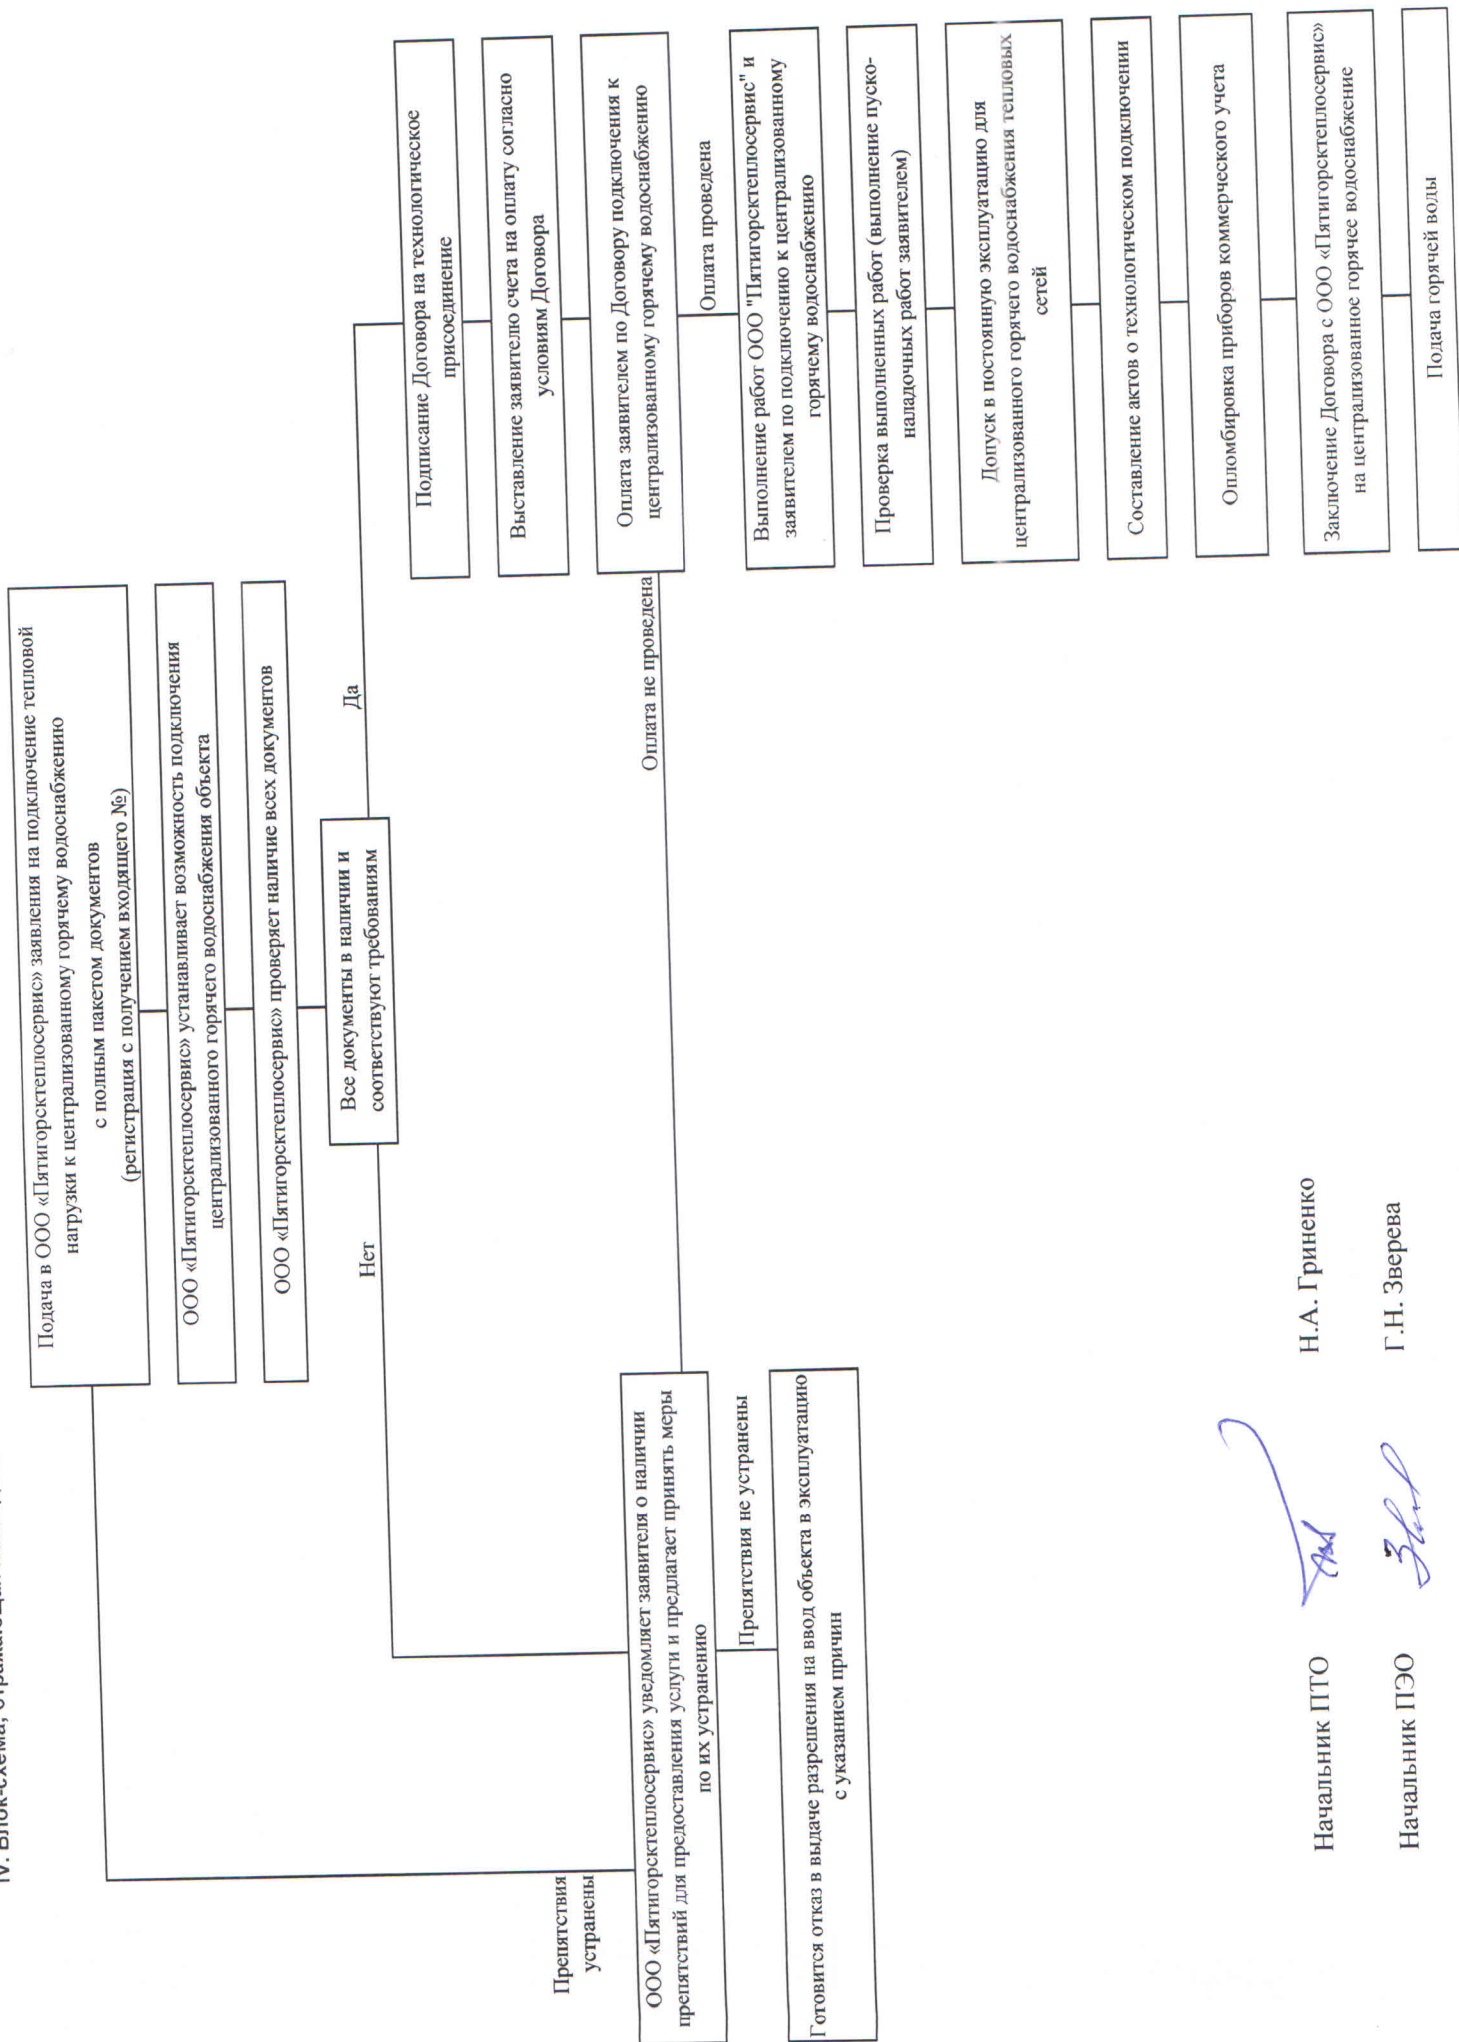 IV. Блок-схема,
Подача в ООО «Пятигорсктеплосервис» заявления на подключение тепловой
нагрузки к централизованному горячему водоснабжению
с полным пакетом документов
(регистрация с получением входящего №)
ООО «Пятигорсктеплосервис» устанавливает возможность подключения
централизованного горячего водоснабжения объекта
ООО «Пятигорсктеплосервис» проверяет наличие всех документов
Все документы в наличии и
соответствуют требованиям
Нет
Да
Подписание Договора на технологическое
присоединение
Выставление заявителю счета на оплату согласно
условиям Договора
Оплата заявителем по Договору подключения к
централизованному горячему водоснабжению
Оплата не проведена
Оплата проведена
Препятствия
устранены
ООО «Пятигорсктеплосервис» уведомляет заявителя о наличии
препятствий для предоставления услуги и предлагает принять меры
по их устранению
Препятствия не устранены
Готовится отказ в выдаче разрешения на ввод объекта в эксплуатацию
с указанием причин
Выполнение работ ООО "Пятигорсктеплосервис" и
заявителем по подключению к централизованному
горячему водоснабжению
Проверка выполненных работ (выполнение пуско-
наладочных работ заявителем)
Допуск в постоянную эксплуатацию для
централизованного горячего водоснабжения тепловых
сетей
Составление актов о технологическом подключении
Опломбировка приборов коммерческого учета
Заключение Договора с ООО «Пятигорсктеплосервис»
на централизованное горячее водоснабжение
Подача горячей воды
Начальник ПТО Н.А. Гриненко
Начальник ПЭО Г.Н. Зверева